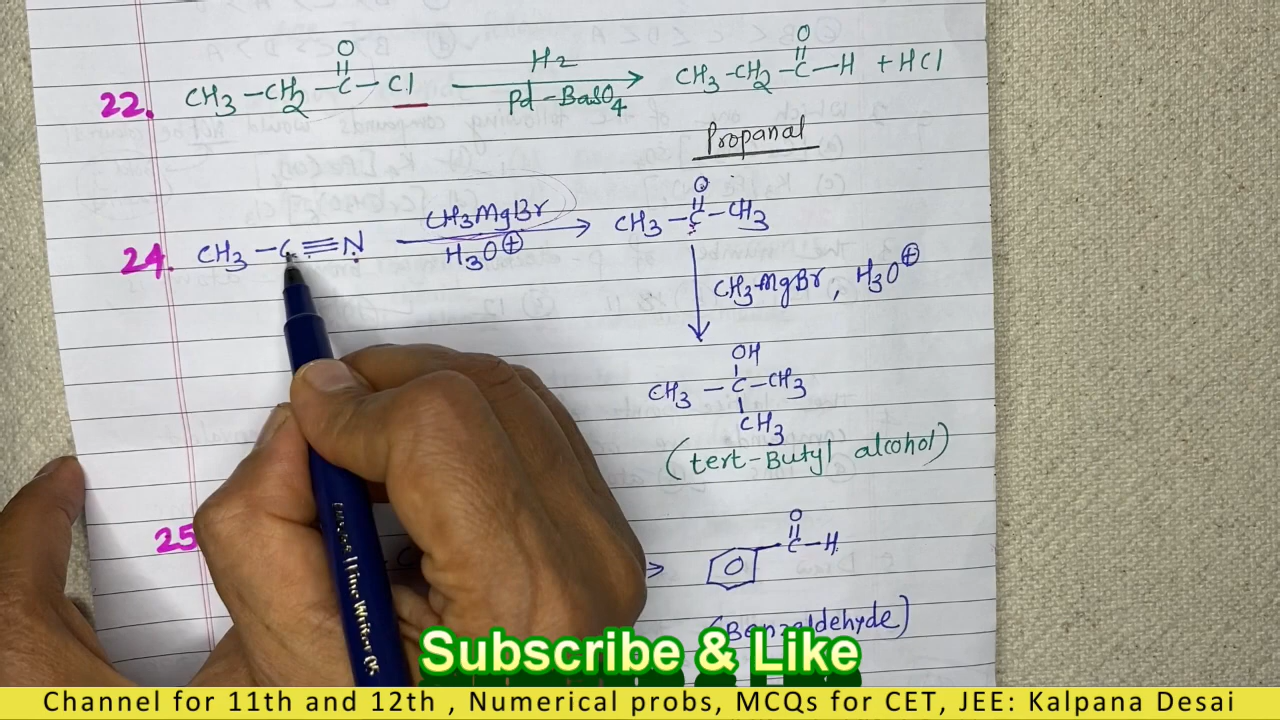 22. CH3 – CH2 – C(=O) – Cl H2 / Pd – BaSO4 → CH3 – CH2 – C(=O) – H + HCl
Propanal
24. CH3 – C ≡ N CH3MgBr / H3O⊕ → CH3 – C(=O) – CH3
CH3MgBr, H3O⊕
OH
CH3 – C – CH3
CH3
(tert-Butyl alcohol)
25
O
C – H
(Benzaldehyde)
Subscribe & Like
Channel for 11th and 12th , Numerical probs, MCQs for CET, JEE: Kalpana Desai